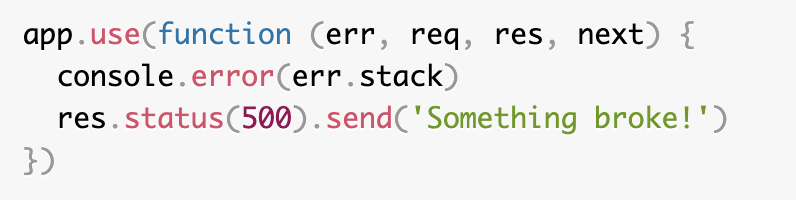 app.use(function (err, req, res, next) {
  console.error(err.stack)
  res.status(500).send('Something broke!')
})